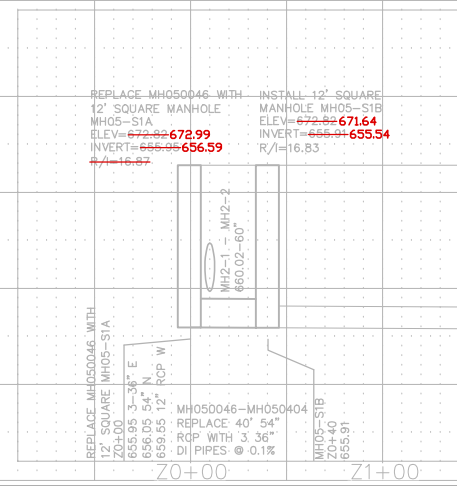 REPLACE MH050046 WITH
12' SQUARE MANHOLE
MH05-S1A
ELEV=672.82 672.99
INVERT=655.95 656.59
R/I=16.87
INSTALL 12' SQUARE
MANHOLE MH05-S1B
ELEV=672.82 671.64
INVERT=655.91 655.54
R/I=16.83
MH2-1 - MH2-2
660.02-60"
REPLACE MH050046 WITH
12' SQUARE MH05-S1A
Z0+00
655.95 3-36" E
656.05 54" N
659.55 12" RCP W
MH050046-MH050404
REPLACE 40' 54"
RCP WITH 3 36"
DI PIPES @ 0.1%
MH05-S1B
Z0+40
655.91
Z0+00
Z1+00